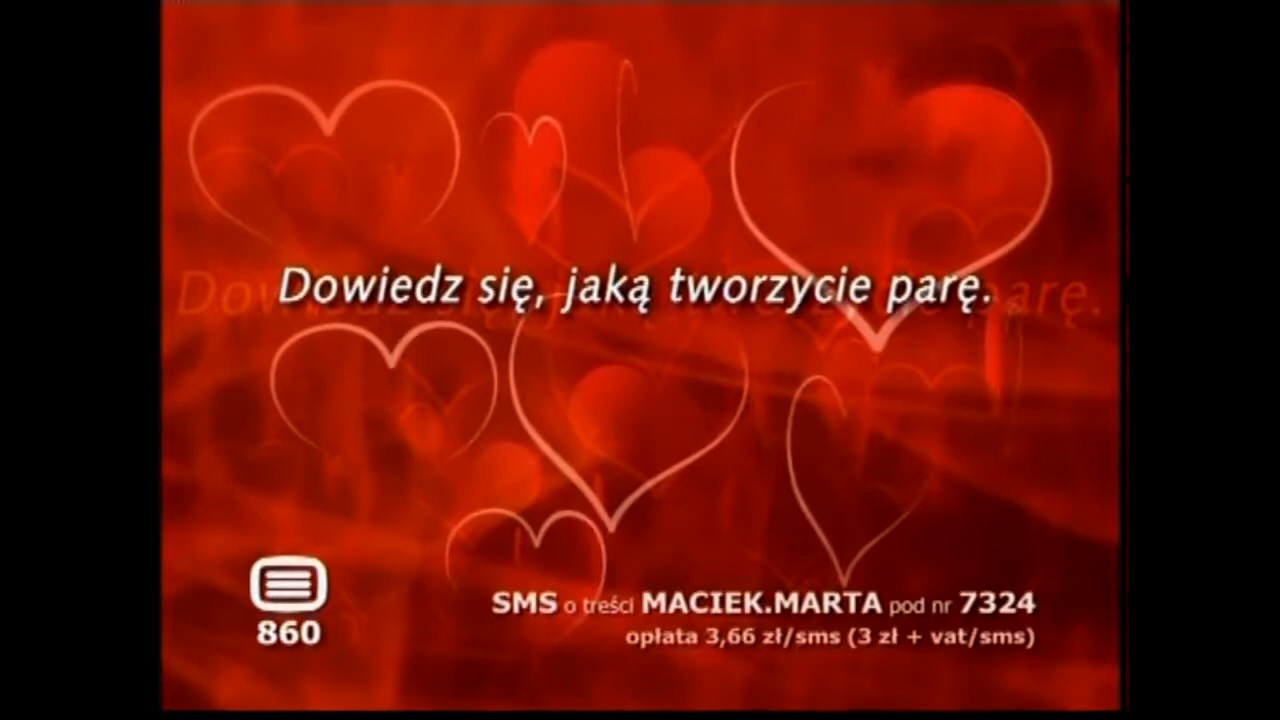 Dowiedz się, jaką tworzycie parę.
SMS o treści MACIEK.MARTA pod nr 7324
opłata 3,66 zł/sms (3 zł + vat/sms)
860